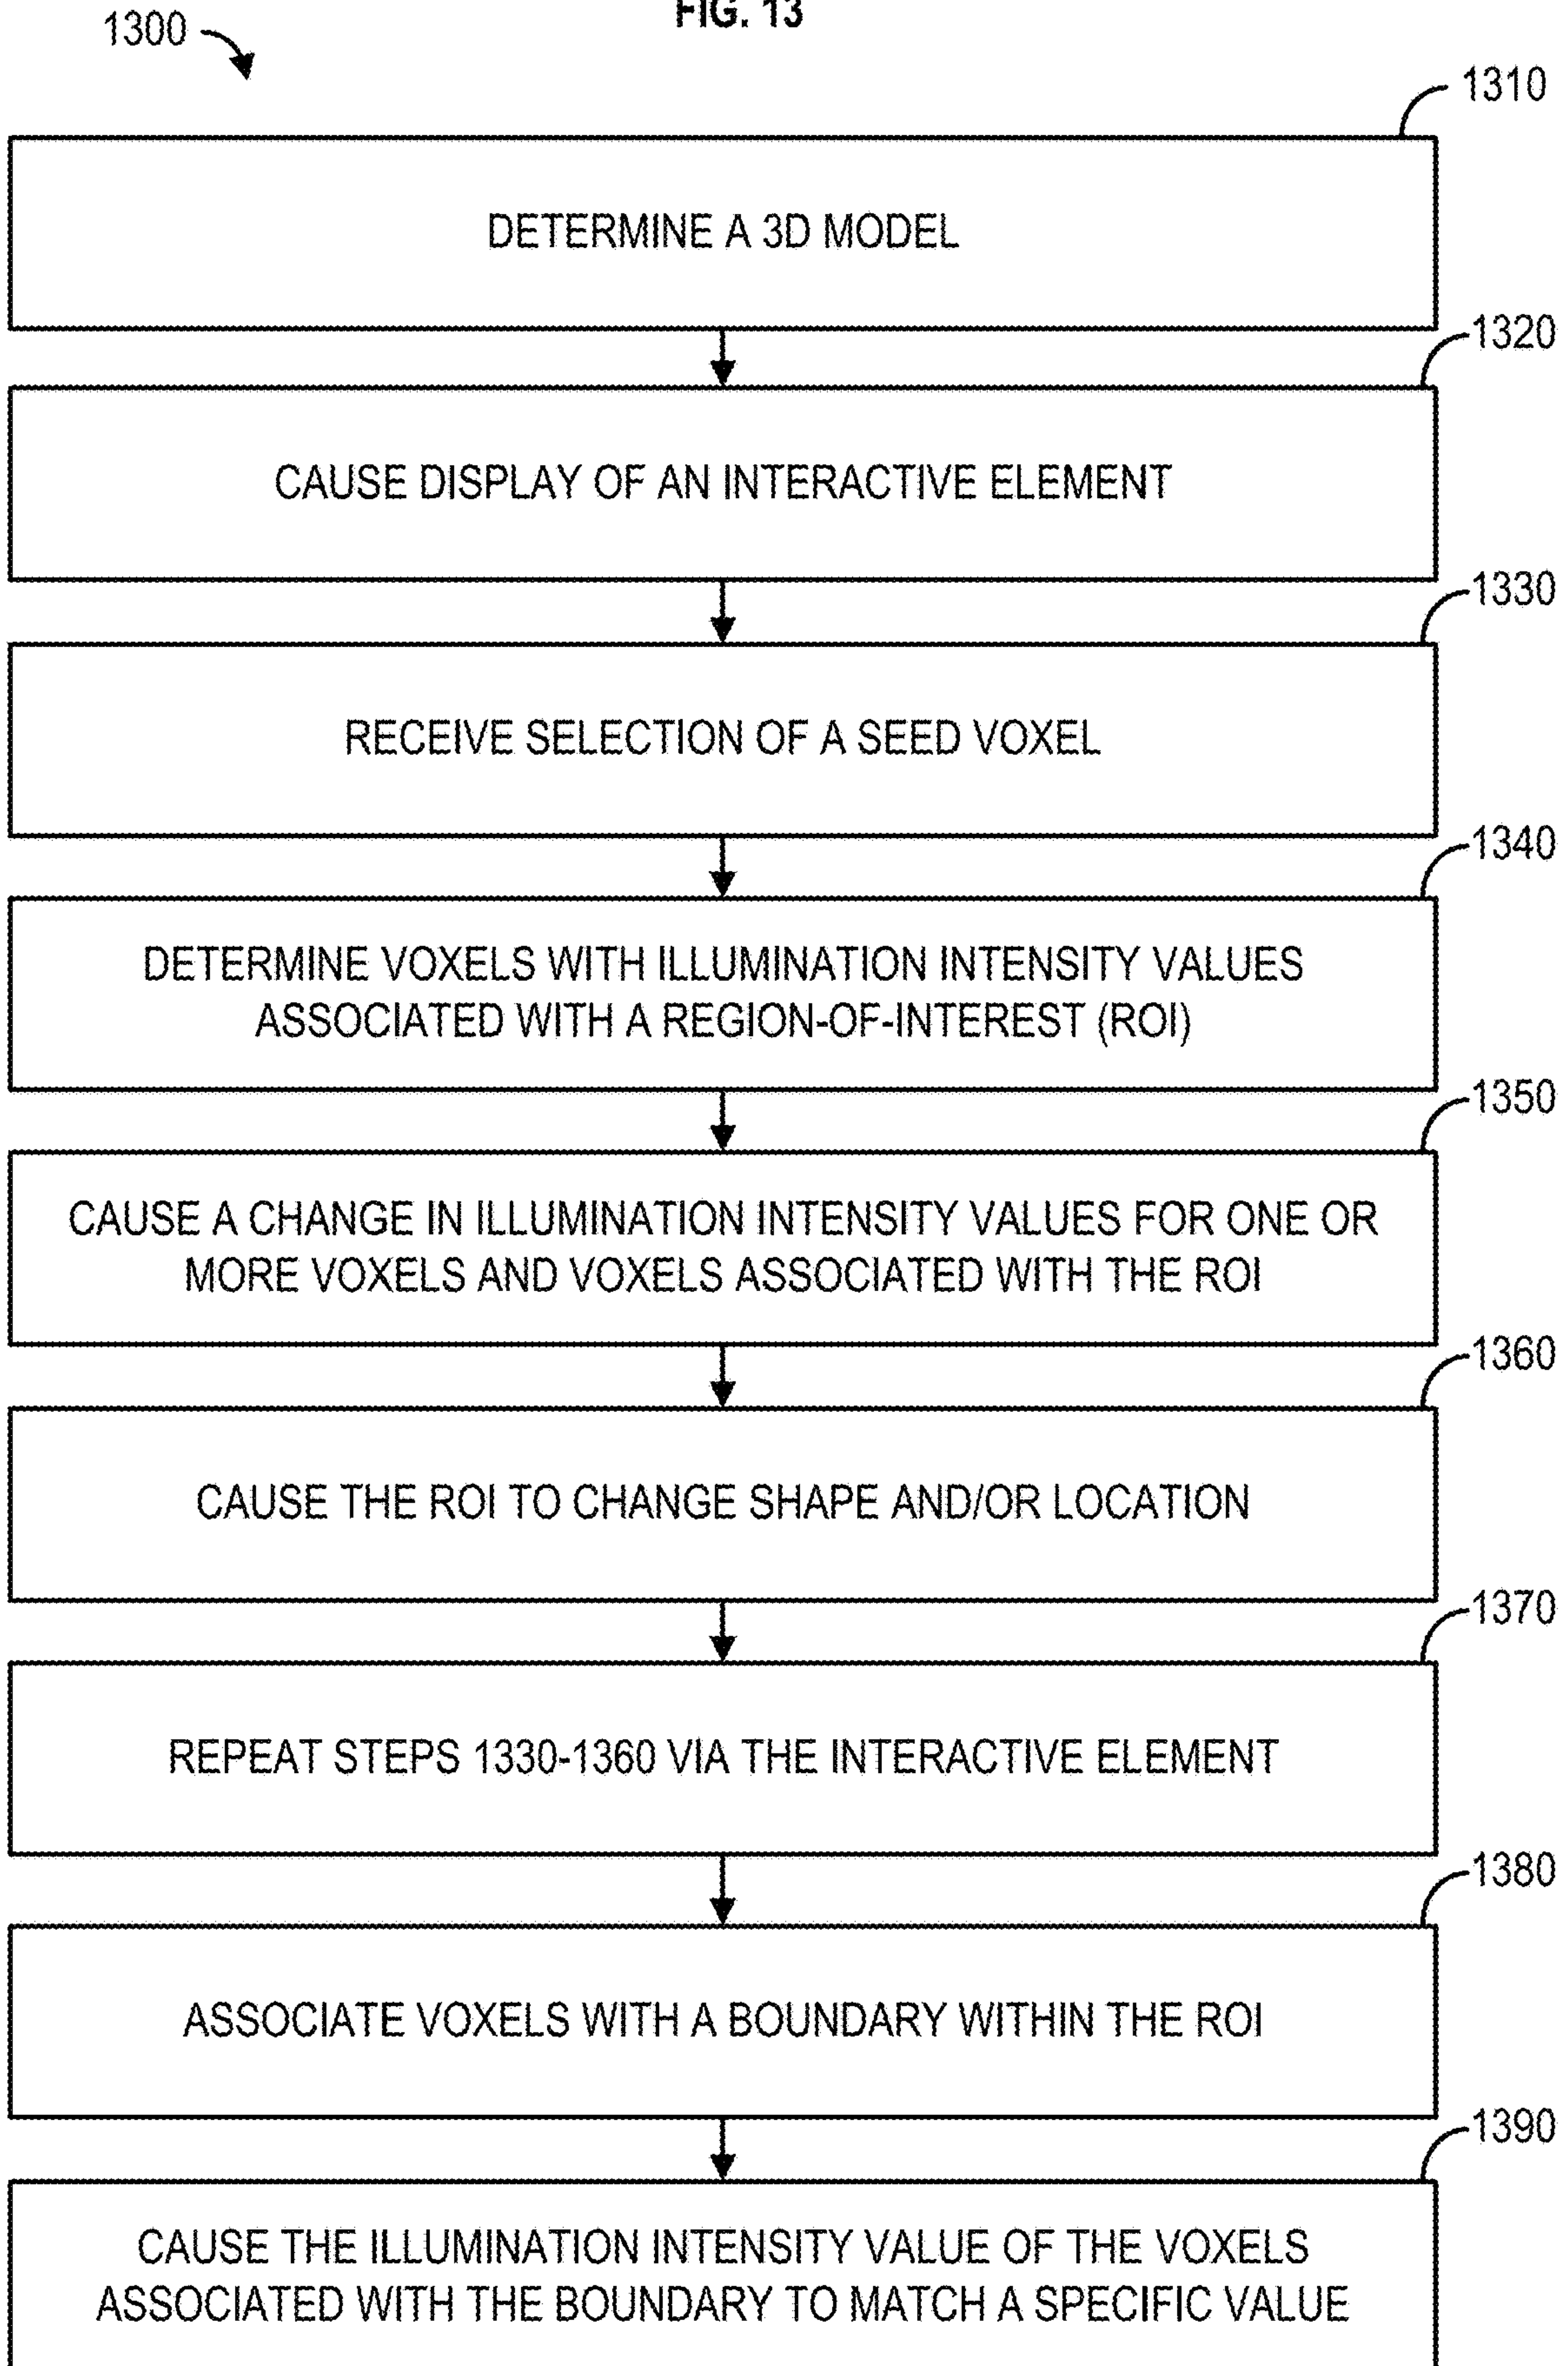 FIG. 13
1300
1310
DETERMINE A 3D MODEL
1320
CAUSE DISPLAY OF AN INTERACTIVE ELEMENT
1330
RECEIVE SELECTION OF A SEED VOXEL
1340
DETERMINE VOXELS WITH ILLUMINATION INTENSITY VALUES
ASSOCIATED WITH A REGION-OF-INTEREST (ROI)
1350
CAUSE A CHANGE IN ILLUMINATION INTENSITY VALUES FOR ONE OR
MORE VOXELS AND VOXELS ASSOCIATED WITH THE ROI
1360
CAUSE THE ROI TO CHANGE SHAPE AND/OR LOCATION
1370
REPEAT STEPS 1330-1360 VIA THE INTERACTIVE ELEMENT
1380
ASSOCIATE VOXELS WITH A BOUNDARY WITHIN THE ROI
1390
CAUSE THE ILLUMINATION INTENSITY VALUE OF THE VOXELS
ASSOCIATED WITH THE BOUNDARY TO MATCH A SPECIFIC VALUE